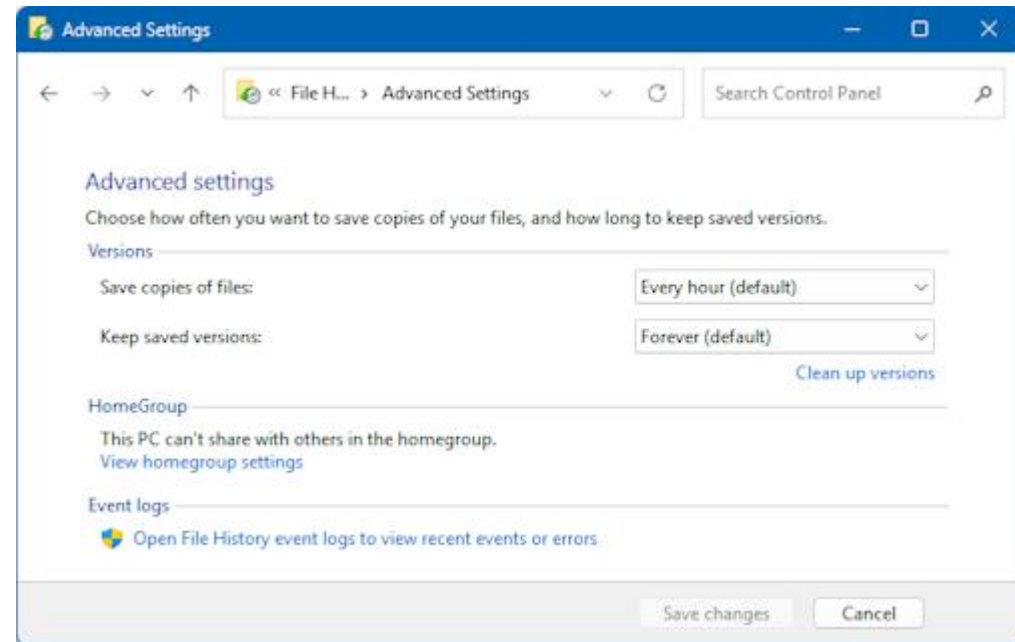 Advanced Settings
« File H... › Advanced Settings
Search Control Panel
Advanced settings
Choose how often you want to save copies of your files, and how long to keep saved versions.
Versions
Save copies of files:
Every hour (default)
Keep saved versions:
Forever (default)
Clean up versions
HomeGroup
This PC can't share with others in the homegroup.
View homegroup settings
Event logs
Open File History event logs to view recent events or errors
Save changes
Cancel